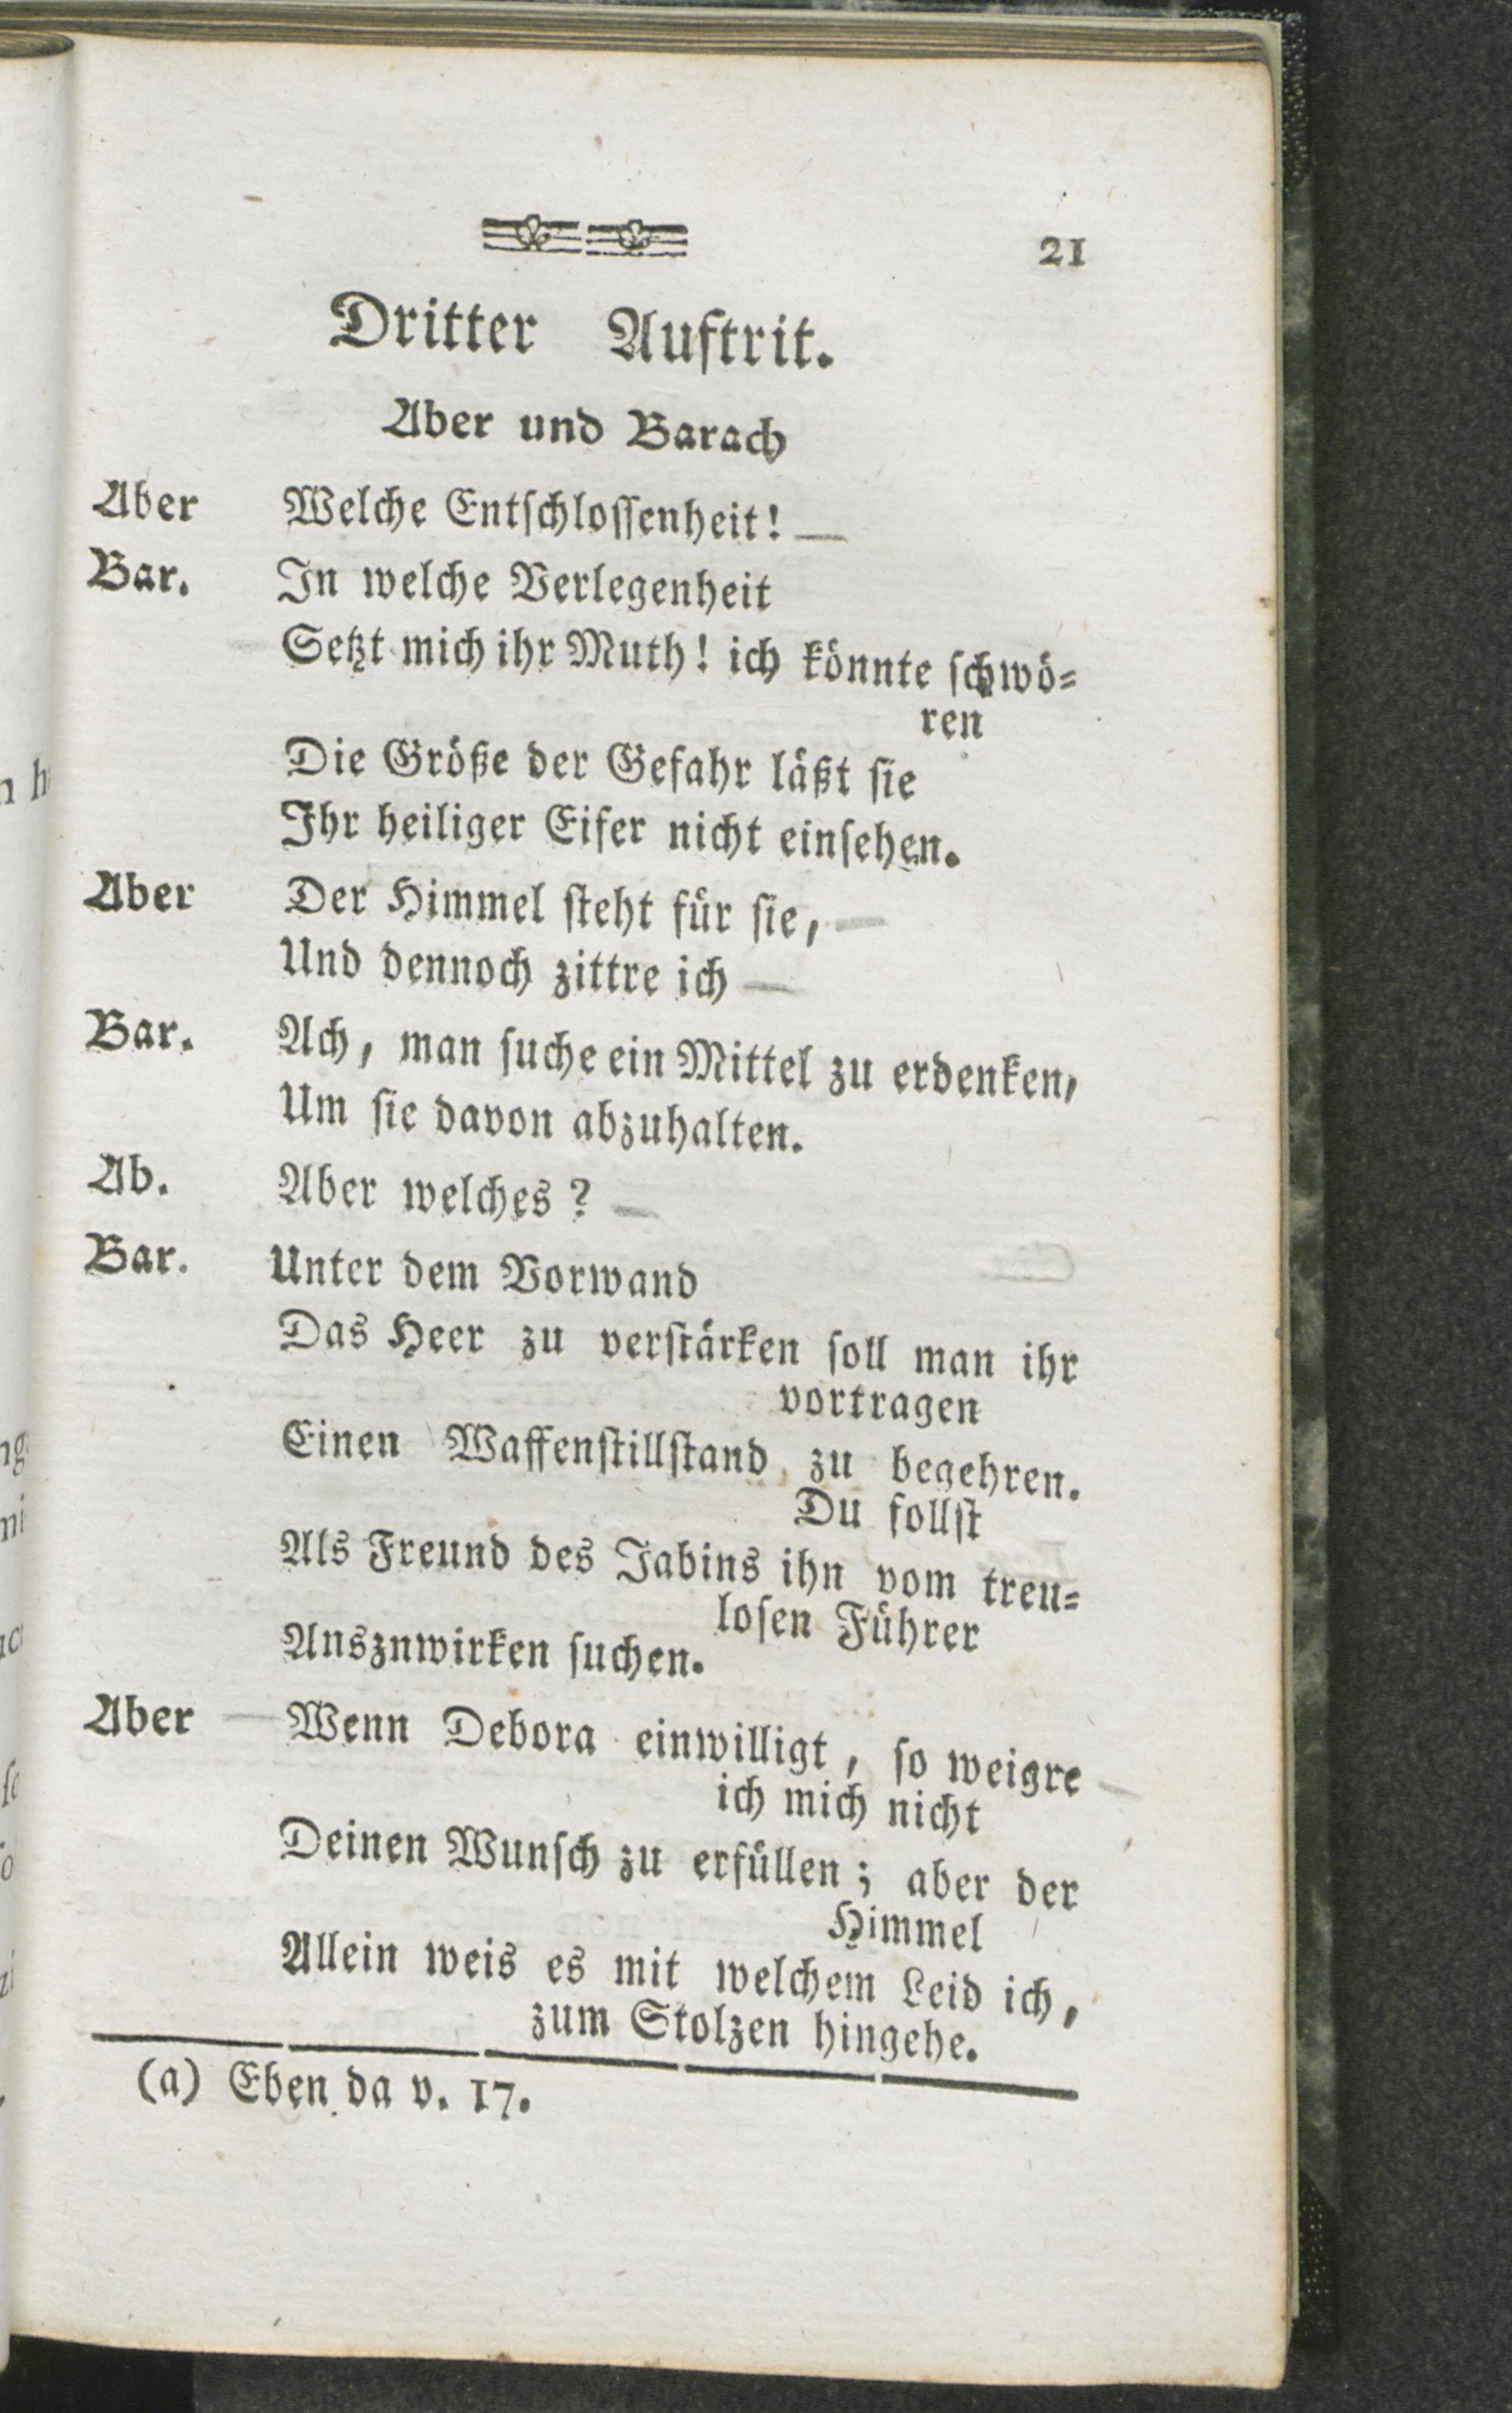 21
Dritter Auftrit.
Aber und Barach
Aber Welche Entschlossenheit! —
Bar. In welche Verlegenheit
Setzt mich ihr Muth! ich könnte schwö=
ren
Die Größe der Gefahr läßt sie
Ihr heiliger Eifer nicht einsehen.
Aber Der Himmel steht für sie, —
Und dennoch zittre ich —
Bar. Ach, man suche ein Mittel zu erdenken,
Um sie davon abzuhalten.
Ab. Aber welches? —
Bar. Unter dem Vorwand
Das Heer zu verstärken soll man ihr
vortragen
Einen Waffenstillstand zu begehren.
Du sollst
Als Freund des Jabins ihn vom treu=
losen Führer
Ansznwirken suchen.
Aber — Wenn Debora einwilligt, so weigre —
ich mich nicht
Deinen Wunsch zu erfüllen; aber der
Himmel
Allein weis es mit welchem Leid ich,
zum Stolzen hingehe.
(a) Eben da v. 17.